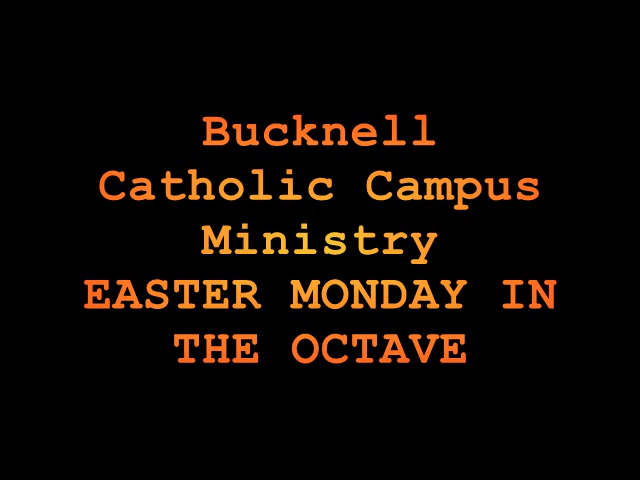 Bucknell
Catholic Campus
Ministry
EASTER MONDAY IN
THE OCTAVE